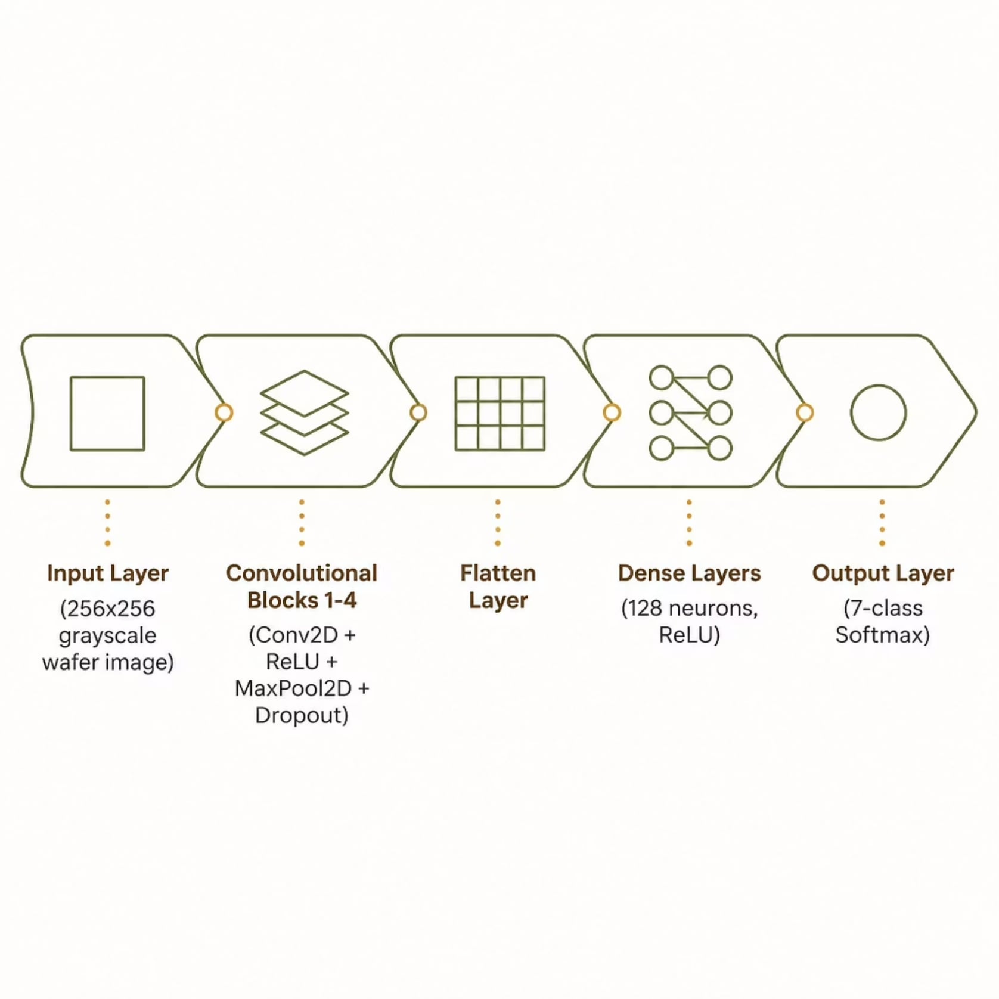 Input Layer
(256x256
grayscale
wafer image)
Convolutional
Blocks 1-4
(Conv2D +
ReLU +
MaxPool2D +
Dropout)
Flatten
Layer
Dense Layers
(128 neurons,
ReLU)
Output Layer
(7-class
Softmax)